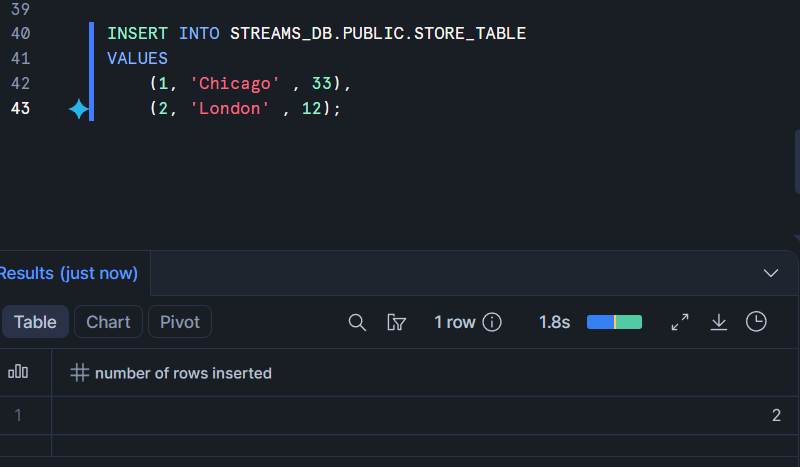 39
40 INSERT INTO STREAMS_DB.PUBLIC.STORE_TABLE
41 VALUES
42 (1, 'Chicago' , 33),
43 (2, 'London' , 12);
Results (just now)
Table Chart Pivot 1 row 1.8s
number of rows inserted
1 2